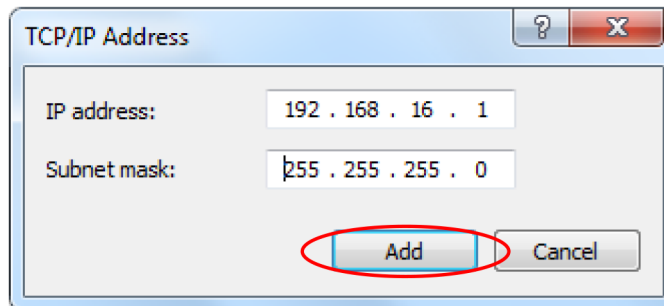 TCP/IP Address
?
IP address: 192 . 168 . 16 . 1
Subnet mask: 255 . 255 . 255 . 0
Add Cancel